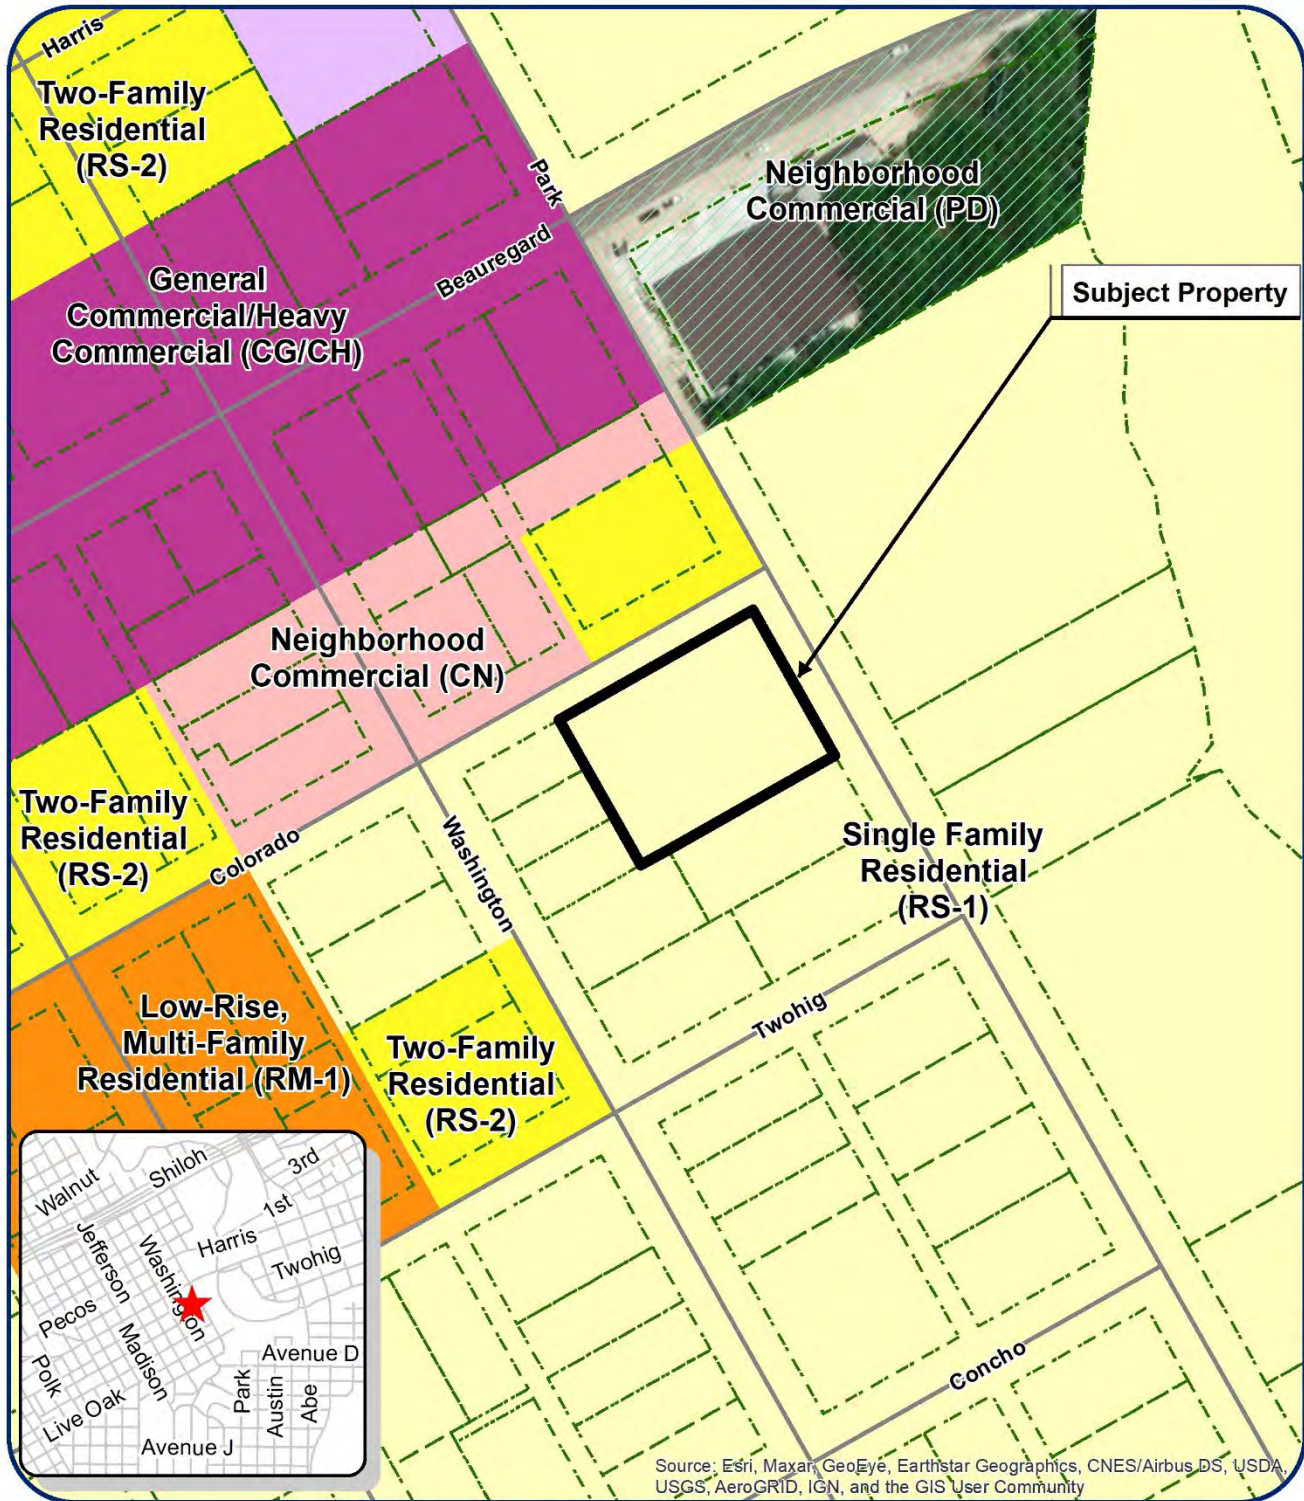 Harris
Two-Family
Residential
(RS-2)
Park
Neighborhood
Commercial (PD)
Beauregard
General
Commercial/Heavy
Commercial (CG/CH)
Subject Property
Neighborhood
Commercial (CN)
Two-Family
Residential
(RS-2)
Colorado
Washington
Single Family
Residential
(RS-1)
Low-Rise,
Multi-Family
Residential (RM-1)
Two-Family
Residential
(RS-2)
Twohig
Concho
Walnut
Shiloh
3rd
1st
Jefferson
Washington
Harris
Twohig
Pecos
Madison
Polk
Live Oak
Avenue D
Park
Austin
Abe
Avenue J
Source: Esri, Maxar, GeoEye, Earthstar Geographics, CNES/Airbus DS, USDA,
USGS, AeroGRID, IGN, and the GIS User Community